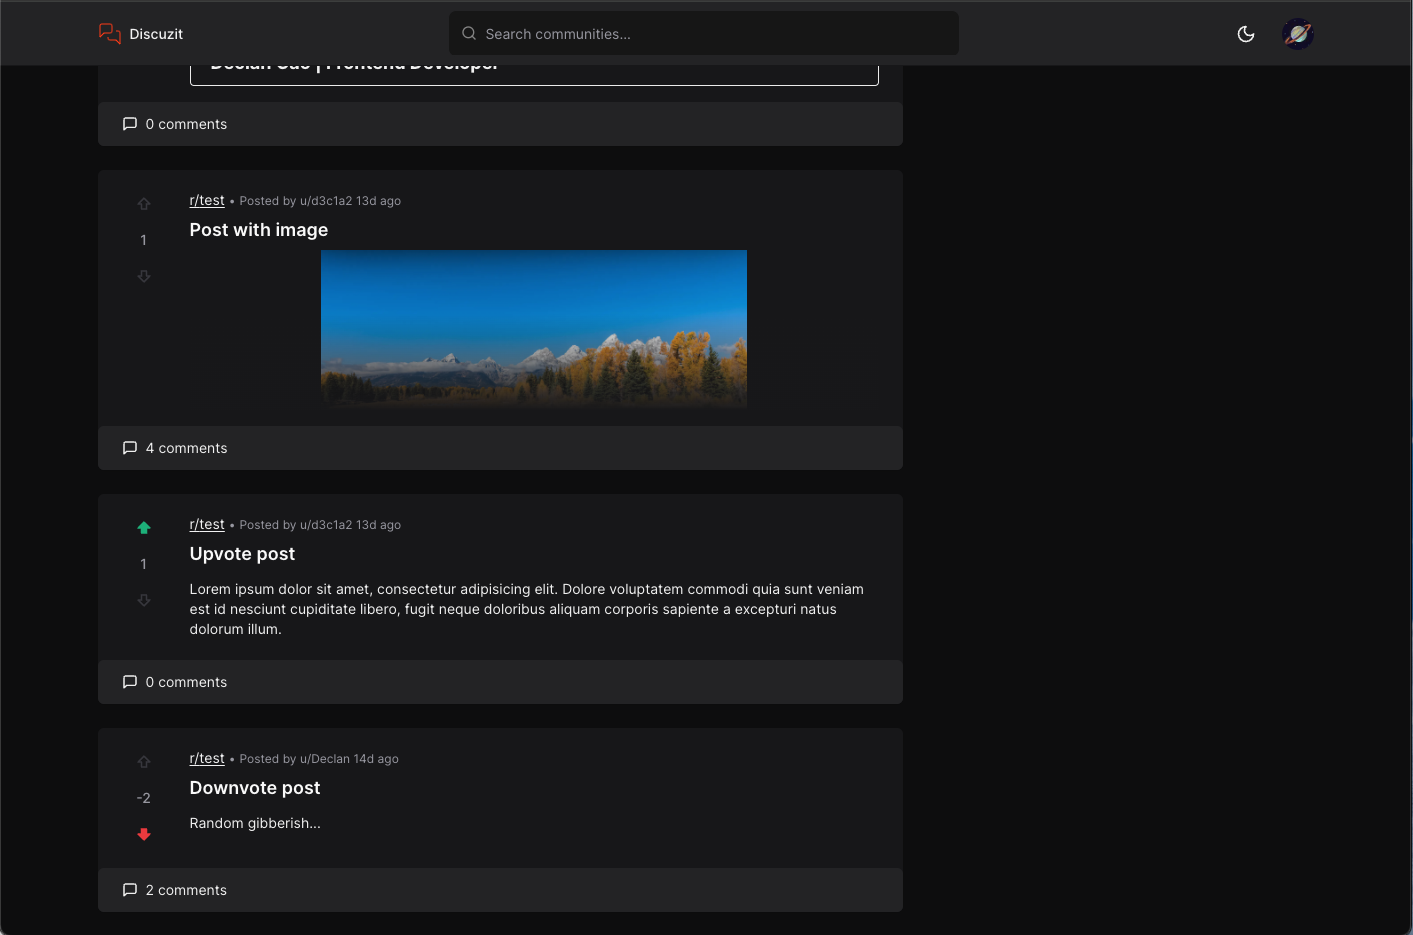 Discuzit
Search communities...
Declan Cao | Frontend Developer
0 comments
r/test • Posted by u/d3c1a2 13d ago
1
Post with image
4 comments
r/test • Posted by u/d3c1a2 13d ago
1
Upvote post
Lorem ipsum dolor sit amet, consectetur adipisicing elit. Dolore voluptatem commodi quia sunt veniam
est id nesciunt cupiditate libero, fugit neque doloribus aliquam corporis sapiente a excepturi natus
dolorum illum.
0 comments
r/test • Posted by u/Declan 14d ago
-2
Downvote post
Random gibberish...
2 comments